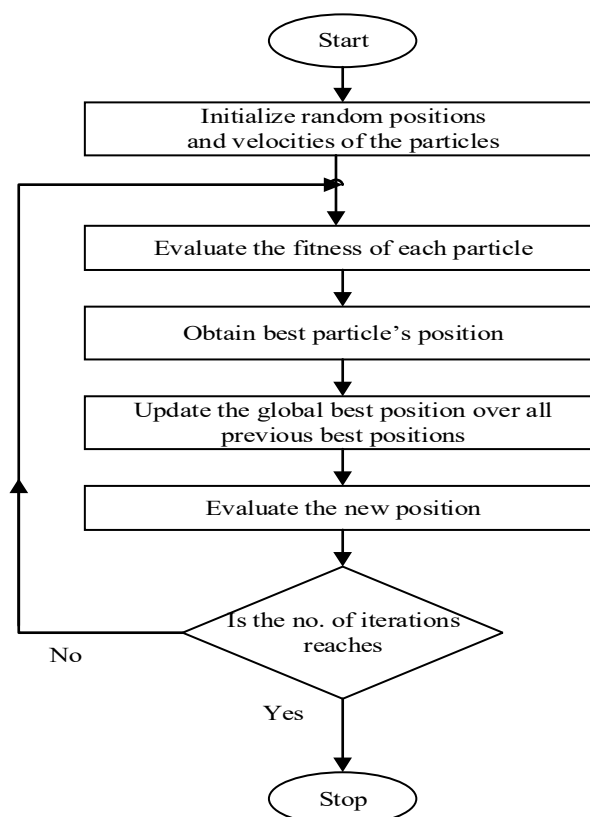 Start
Initialize random positions
and velocities of the particles
Evaluate the fitness of each particle
Obtain best particle’s position
Update the global best position over all
previous best positions
Evaluate the new position
Is the no. of iterations
reaches
No
Yes
Stop